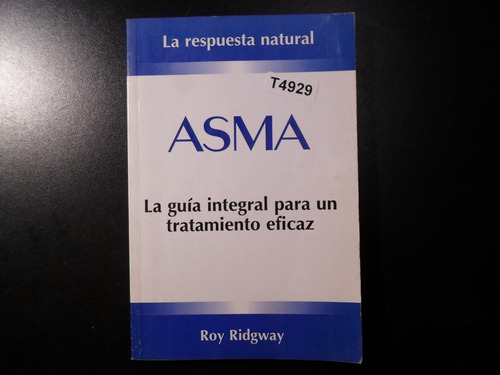 La respuesta natural
T4929
ASMA
La guía integral para un
tratamiento eficaz
Roy Ridgway